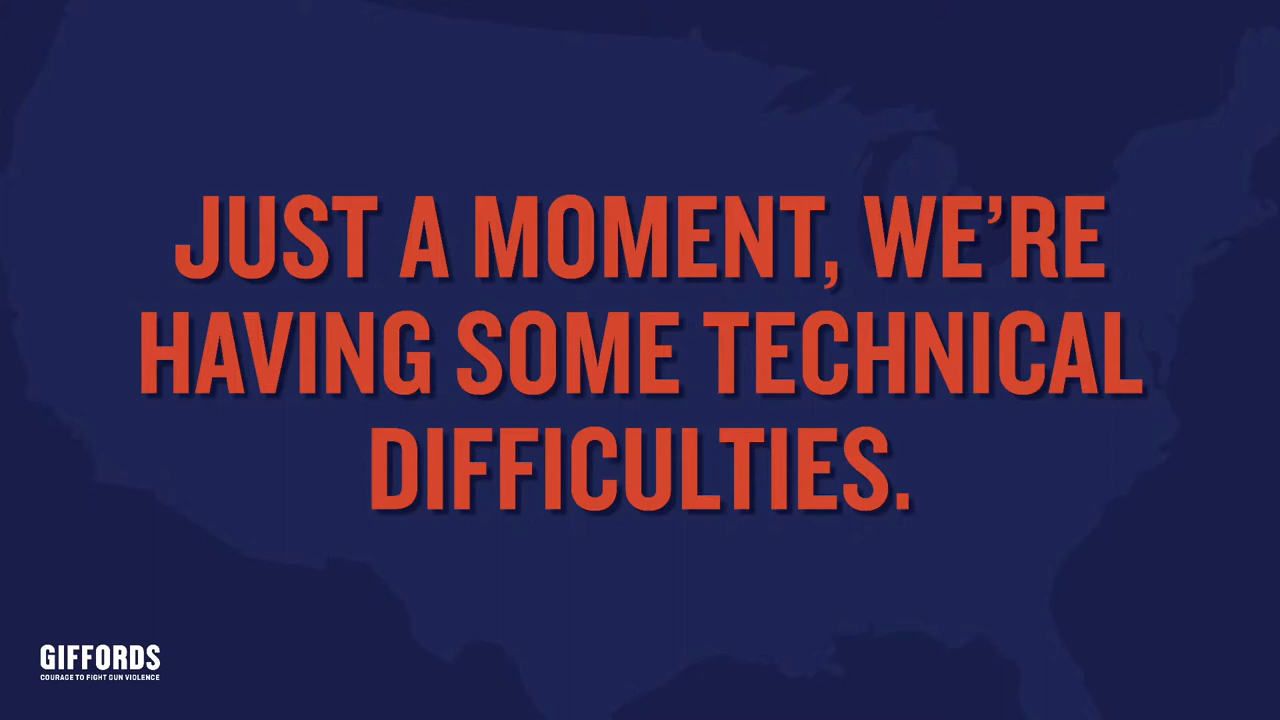 JUST A MOMENT, WE’RE
HAVING SOME TECHNICAL
DIFFICULTIES.
GIFFORDS
COURAGE TO FIGHT GUN VIOLENCE